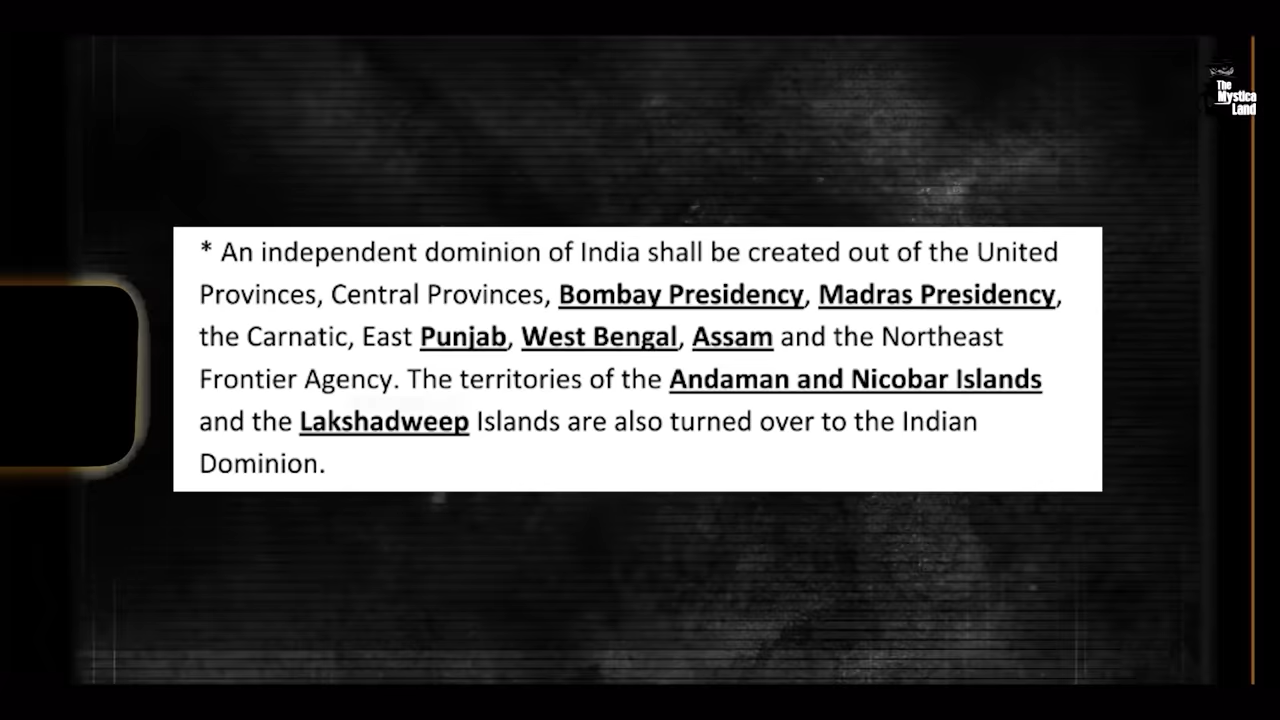 The
Mystica
Land
* An independent dominion of India shall be created out of the United
Provinces, Central Provinces, Bombay Presidency, Madras Presidency,
the Carnatic, East Punjab, West Bengal, Assam and the Northeast
Frontier Agency. The territories of the Andaman and Nicobar Islands
and the Lakshadweep Islands are also turned over to the Indian
Dominion.